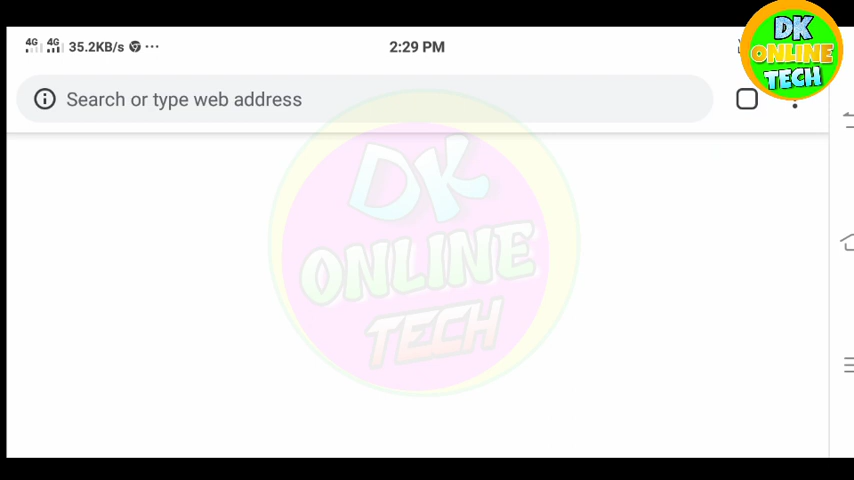 4G 4G 35.2KB/s ... 2:29 PM
Search or type web address
DK
ONLINE
TECH
DK
ONLINE
TECH